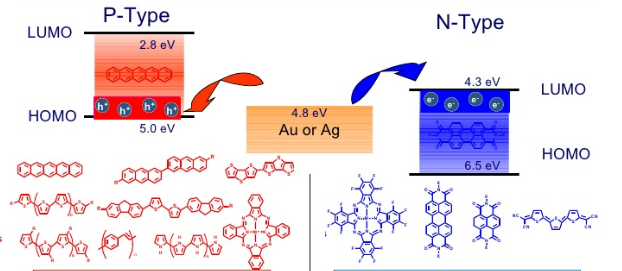 P-Type
N-Type
LUMO
2.8 eV
h+ h+ h+ h+
HOMO
5.0 eV
4.8 eV
Au or Ag
4.3 eV
LUMO
e- e- e- e-
HOMO
6.5 eV